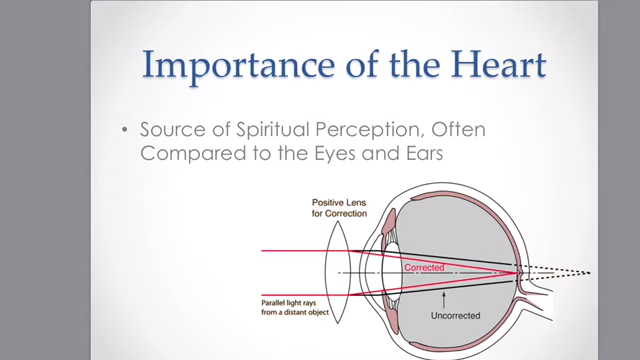 Importance of the Heart
• Source of Spiritual Perception, Often
Compared to the Eyes and Ears
Positive Lens
for Correction
Corrected
Parallel light rays
from a distant object
Uncorrected